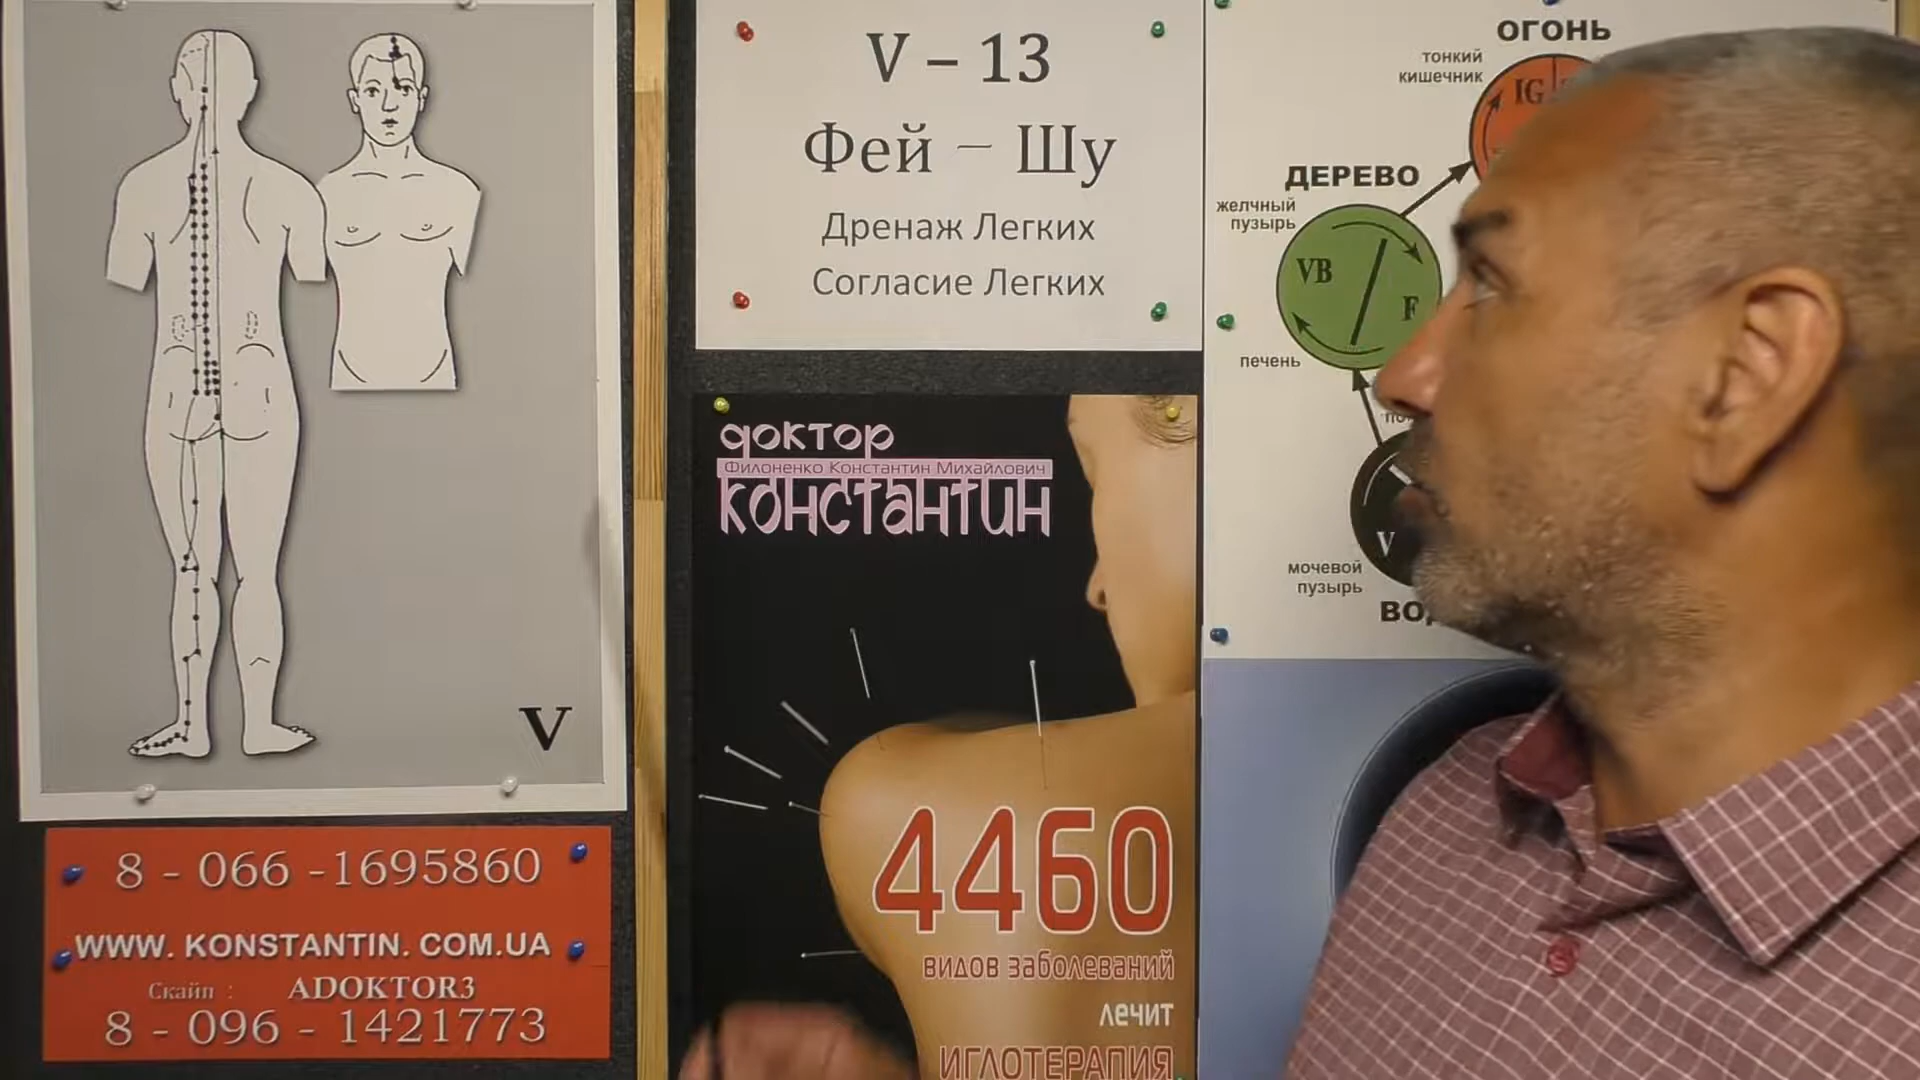 V
8 - 066 - 1695860
WWW. KONSTANTIN. COM.UA
Скайп : ADOKTOR3
8 - 096 - 1421773
V – 13
Фей – Шу
Дренаж Легких
Согласие Легких
доктор
Филоненко Константин Михайлович
константин
4460
видов заболеваний
лечит
иглотерапия
ОГОНЬ
тонкий
кишечник
IG
ДЕРЕВО
желчный
пузырь
VB
F
печень
V
мочевой
пузырь